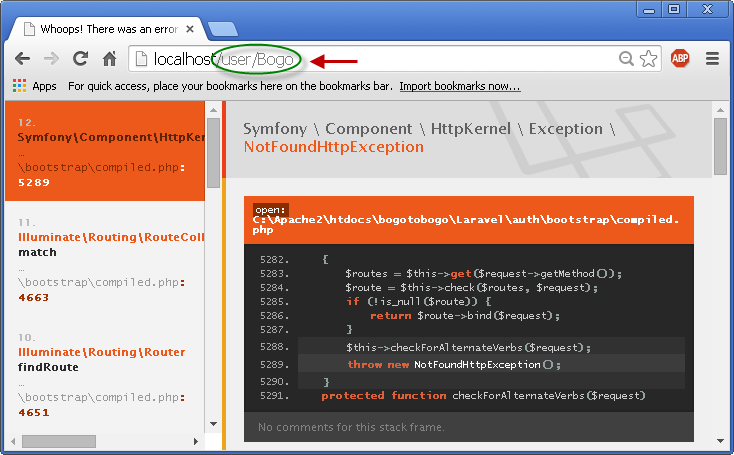 Whoops! There was an error
localhost/user/Bogo
ABP
Apps For quick access, place your bookmarks here on the bookmarks bar. Import bookmarks now...
12.
Symfony\Component\HttpKer
…
\bootstrap\compiled.php:
5289
11.
Illuminate\Routing\RouteColl
match
…
\bootstrap\compiled.php:
4663
10.
Illuminate\Routing\Router
findRoute
…
\bootstrap\compiled.php:
4651
Symfony \ Component \ HttpKernel \ Exception \
NotFoundHttpException
open:
C:\Apache2\htdocs\bogotobogo\Laravel\auth\bootstrap\compiled.
php
5282. {
5283. $routes = $this->get($request->getMethod());
5284. $route = $this->check($routes, $request);
5285. if (!is_null($route)) {
5286. return $route->bind($request);
5287. }
5288. $this->checkForAlternateVerbs($request);
5289. throw new NotFoundHttpException();
5290. }
5291. protected function checkForAlternateVerbs($request)
No comments for this stack frame.